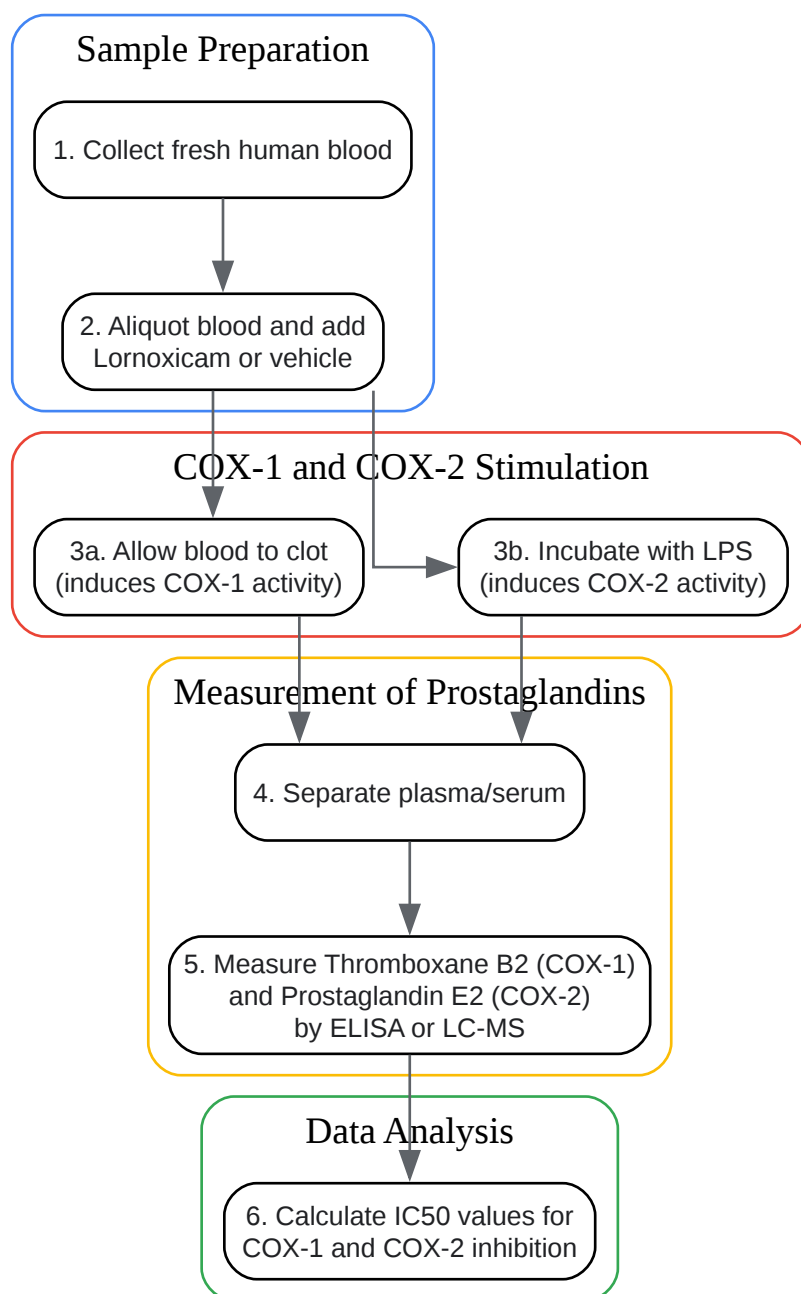 Sample Preparation
1. Collect fresh human blood
2. Aliquot blood and add
Lornoxicam or vehicle
COX-1 and COX-2 Stimulation
3a. Allow blood to clot
(induces COX-1 activity)
3b. Incubate with LPS
(induces COX-2 activity)
Measurement of Prostaglandins
4. Separate plasma/serum
5. Measure Thromboxane B2 (COX-1)
and Prostaglandin E2 (COX-2)
by ELISA or LC-MS
Data Analysis
6. Calculate IC50 values for
COX-1 and COX-2 inhibition